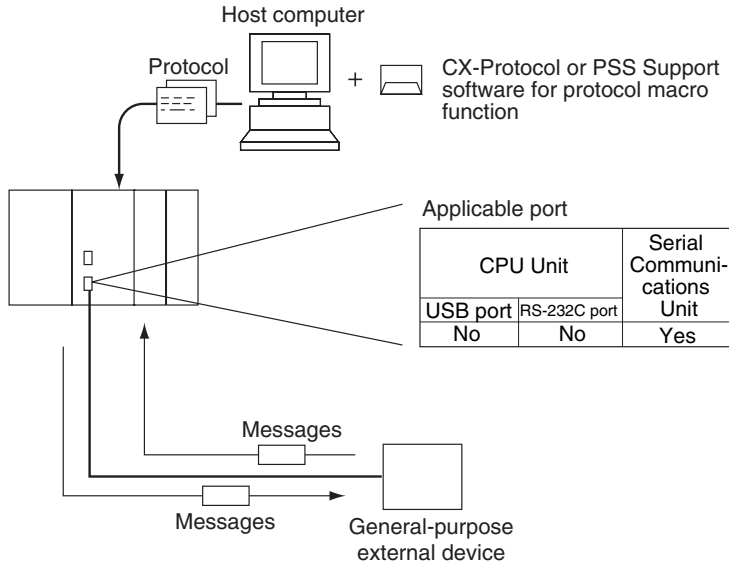 Host computer
Protocol
+
CX-Protocol or PSS Support
software for protocol macro
function
Applicable port
CPU Unit
Serial
Communi-
cations
Unit
USB port
RS-232C port
No
No
Yes
Messages
Messages
General-purpose
external device